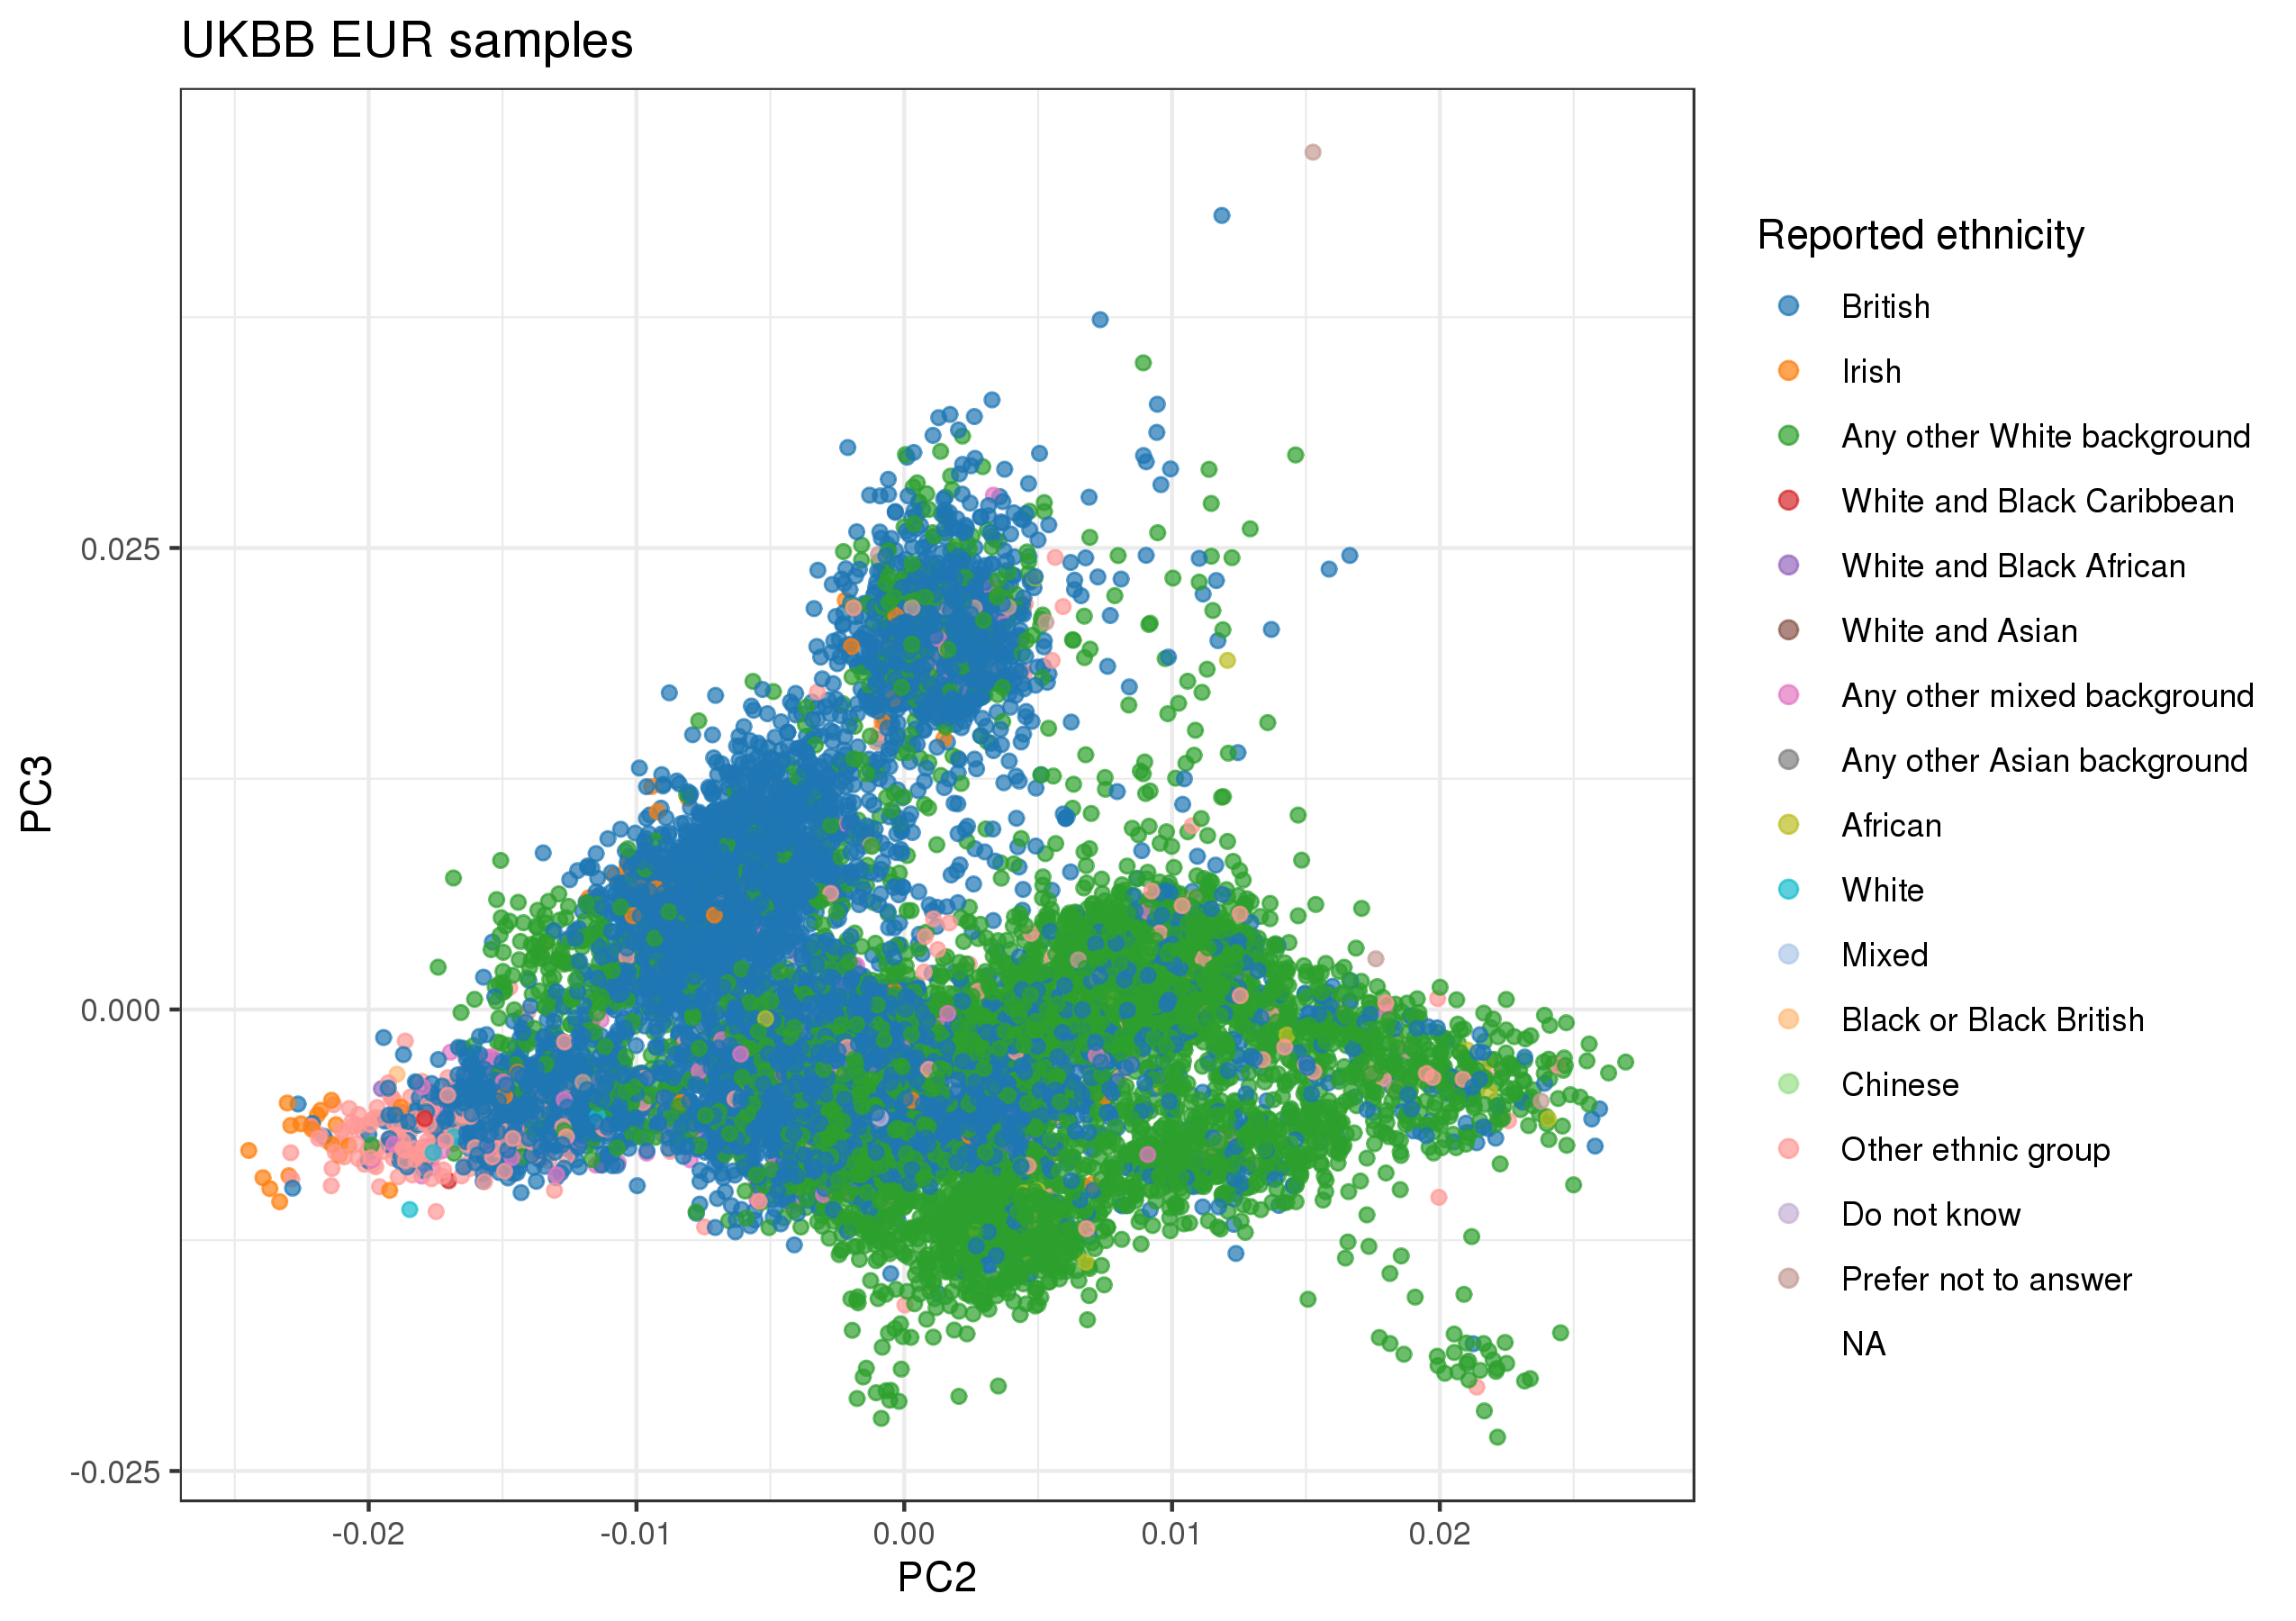 UKBB EUR samples
PC3
0.025
0.000
-0.025
-0.02
-0.01
0.00
0.01
0.02
PC2
Reported ethnicity
British
Irish
Any other White background
White and Black Caribbean
White and Black African
White and Asian
Any other mixed background
Any other Asian background
African
White
Mixed
Black or Black British
Chinese
Other ethnic group
Do not know
Prefer not to answer
NA